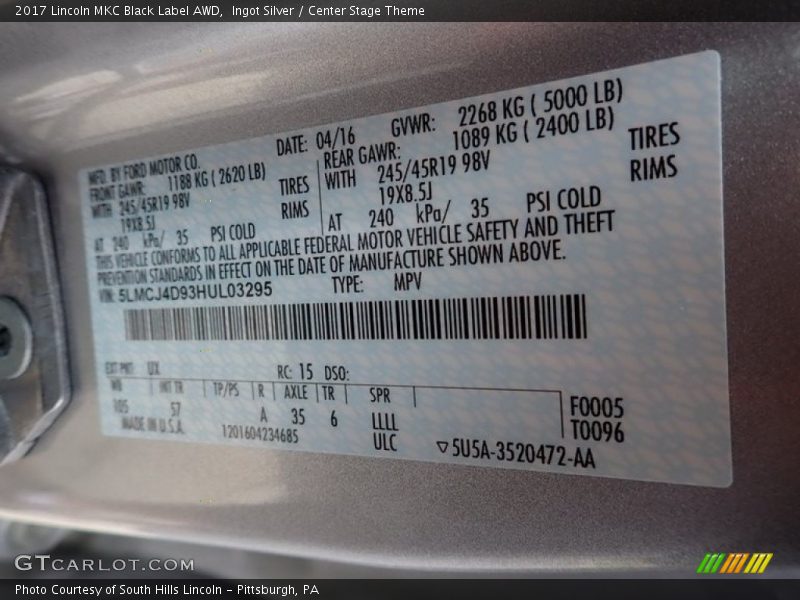 2017 Lincoln MKC Black Label AWD, Ingot Silver / Center Stage Theme
MFD. BY FORD MOTOR CO.
DATE: 04/16
GVWR: 2268 KG ( 5000 LB)
FRONT GAWR: 1188 KG ( 2620 LB)
REAR GAWR: 1089 KG ( 2400 LB)
WITH 245/45R19 98V TIRES
WITH 245/45R19 98V TIRES
19X8.5J RIMS
19X8.5J RIMS
AT 240 kPa/ 35 PSI COLD
AT 240 kPa/ 35 PSI COLD
THIS VEHICLE CONFORMS TO ALL APPLICABLE FEDERAL MOTOR VEHICLE SAFETY AND THEFT
PREVENTION STANDARDS IN EFFECT ON THE DATE OF MANUFACTURE SHOWN ABOVE.
VIN: 5LMCJ4D93HUL03295 TYPE: MPV
EXT PNT UX RC: 15 DSO:
WB INT TR TP/PS R AXLE TR SPR
105 57 A 35 6 LLLL
F0005
T0096
MADE IN U.S.A. 1201604234685 ULC
5U5A-3520472-AA
GTCARLOT.COM
Photo Courtesy of South Hills Lincoln - Pittsburgh, PA